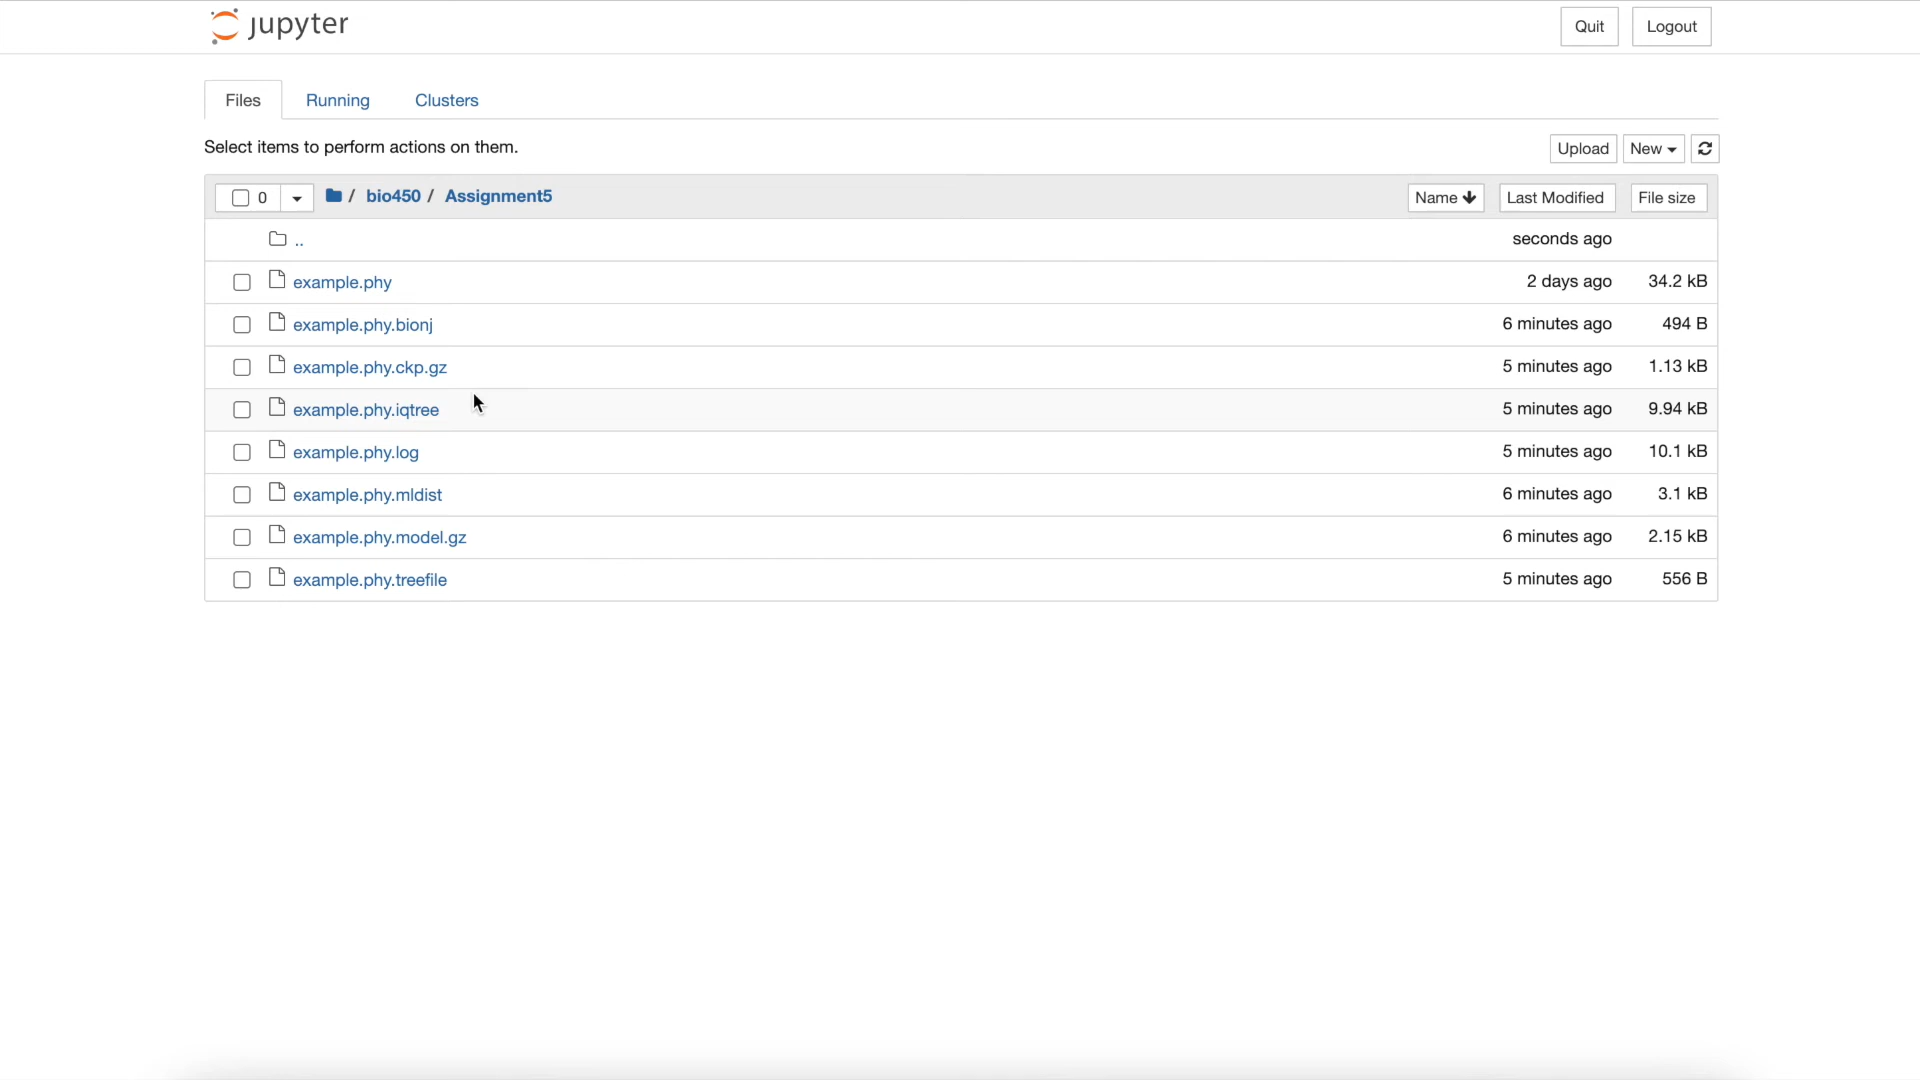 jupyter
Quit Logout
Files Running Clusters
Select items to perform actions on them.
Upload New
0 / bio450 / Assignment5 Name Last Modified File size
.. seconds ago
example.phy 2 days ago 34.2 kB
example.phy.bionj 6 minutes ago 494 B
example.phy.ckp.gz 5 minutes ago 1.13 kB
example.phy.iqtree 5 minutes ago 9.94 kB
example.phy.log 5 minutes ago 10.1 kB
example.phy.mldist 6 minutes ago 3.1 kB
example.phy.model.gz 6 minutes ago 2.15 kB
example.phy.treefile 5 minutes ago 556 B